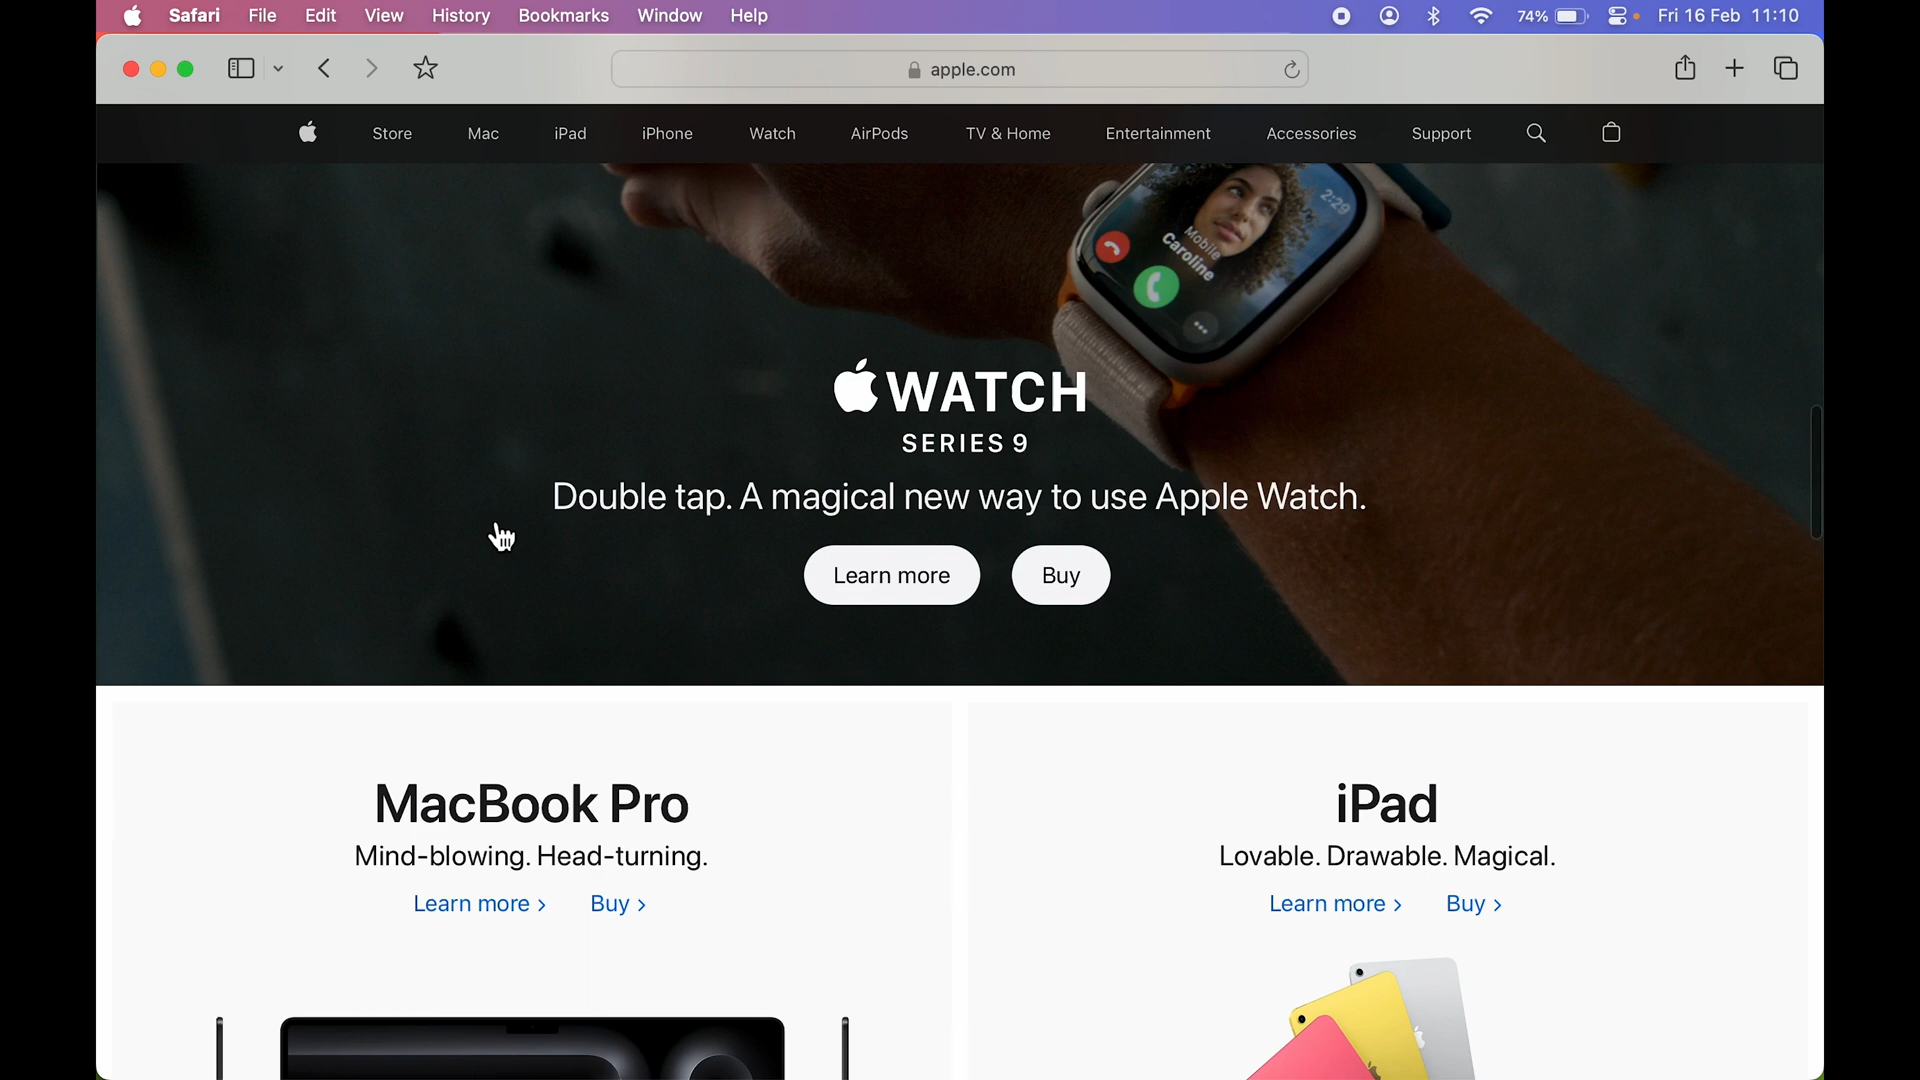 Safari File Edit View History Bookmarks Window Help 74% Fri 16 Feb 11:10
apple.com
Store Mac iPad iPhone Watch AirPods TV & Home Entertainment Accessories Support
2:29
Mobile
Caroline
WATCH
SERIES 9
Double tap. A magical new way to use Apple Watch.
Learn more Buy
MacBook Pro
Mind-blowing. Head-turning.
Learn more > Buy >
iPad
Lovable. Drawable. Magical.
Learn more > Buy >